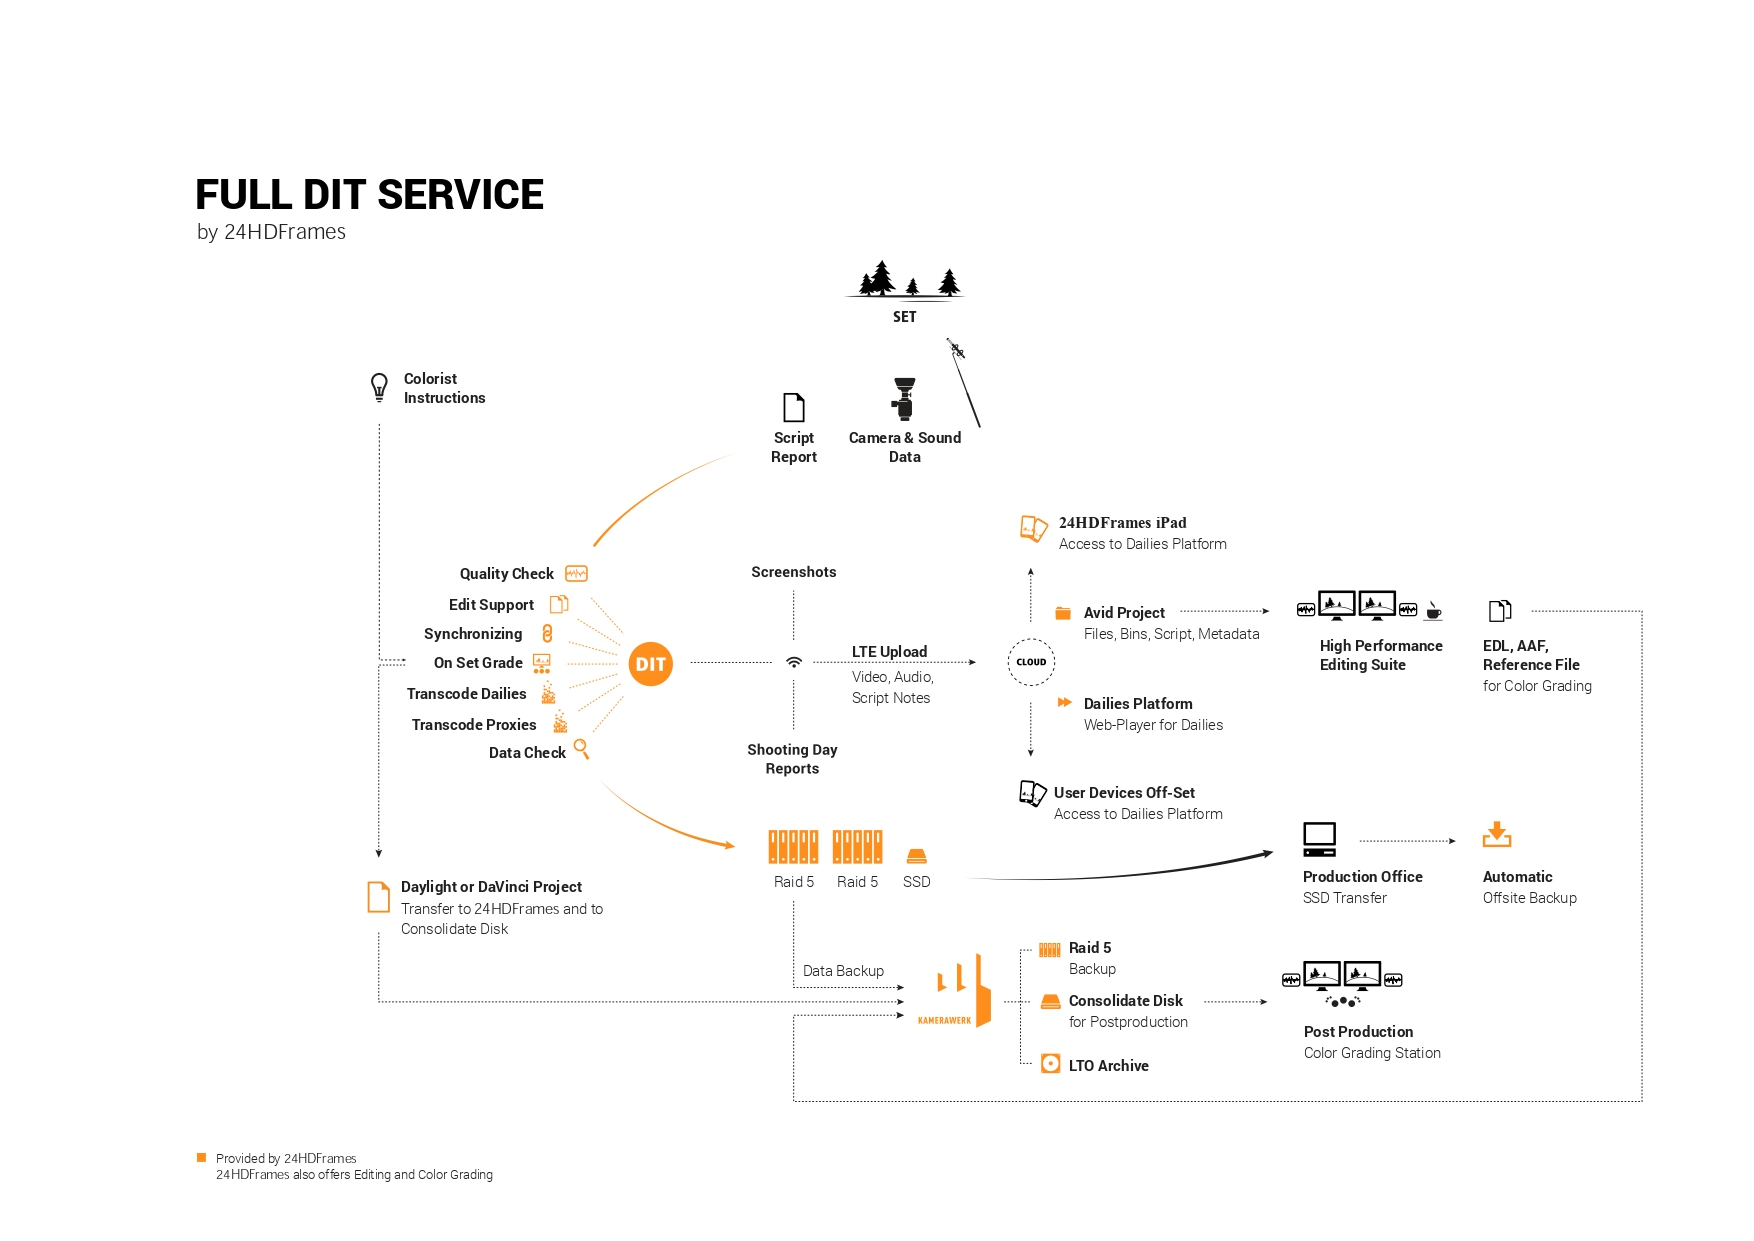 FULL DIT SERVICE
by 24HDFrames
SET
Colorist
Instructions
Script
Report
Camera & Sound
Data
24HDFrames iPad
Access to Dailies Platform
Quality Check
Edit Support
Synchronizing
On Set Grade
Transcode Dailies
Transcode Proxies
Data Check
DIT
Screenshots
Shooting Day
Reports
LTE Upload
Video, Audio,
Script Notes
CLOUD
Avid Project
Files, Bins, Script, Metadata
Dailies Platform
Web-Player for Dailies
User Devices Off-Set
Access to Dailies Platform
High Performance
Editing Suite
EDL, AAF,
Reference File
for Color Grading
Raid 5
Raid 5
SSD
Production Office
SSD Transfer
Automatic
Offsite Backup
Daylight or DaVinci Project
Transfer to 24HDFrames and to
Consolidate Disk
Data Backup
KAMERAWERK
Raid 5
Backup
Consolidate Disk
for Postproduction
LTO Archive
Post Production
Color Grading Station
Provided by 24HDFrames
24HDFrames also offers Editing and Color Grading